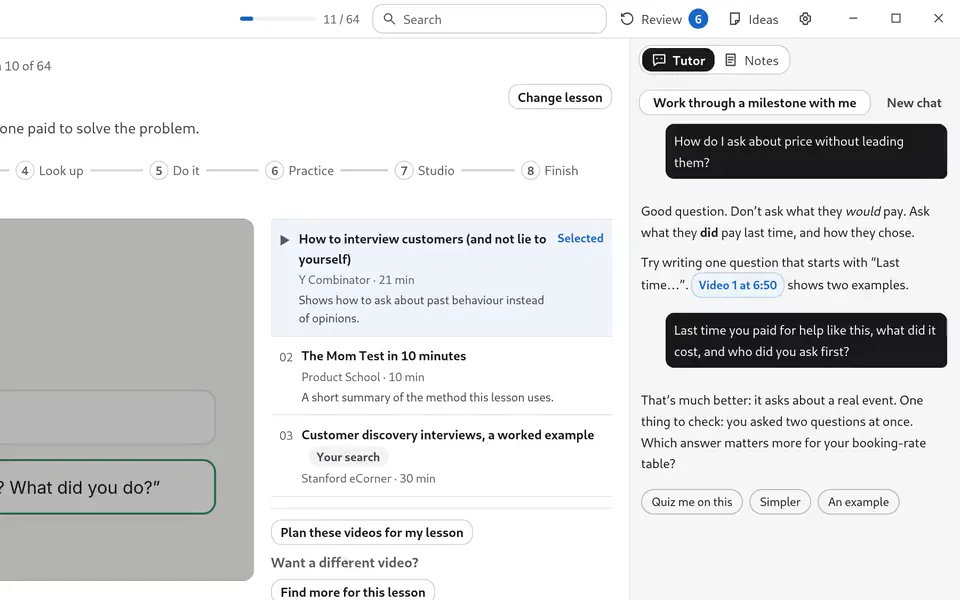 11 / 64
Search
Review 6
Ideas
10 of 64
Change lesson
one paid to solve the problem.
4 Look up
5 Do it
6 Practice
7 Studio
8 Finish
? What did you do?”
How to interview customers (and not lie to
yourself)
Selected
Y Combinator · 21 min
Shows how to ask about past behaviour instead
of opinions.
02 The Mom Test in 10 minutes
Product School · 10 min
A short summary of the method this lesson uses.
03 Customer discovery interviews, a worked example
Your search
Stanford eCorner · 30 min
Plan these videos for my lesson
Want a different video?
Find more for this lesson
Tutor
Notes
Work through a milestone with me
New chat
How do I ask about price without leading
them?
Good question. Don’t ask what they would pay. Ask
what they did pay last time, and how they chose.
Try writing one question that starts with “Last
time…”. Video 1 at 6:50 shows two examples.
Last time you paid for help like this, what did it
cost, and who did you ask first?
That’s much better: it asks about a real event. One
thing to check: you asked two questions at once.
Which answer matters more for your booking-rate
table?
Quiz me on this
Simpler
An example